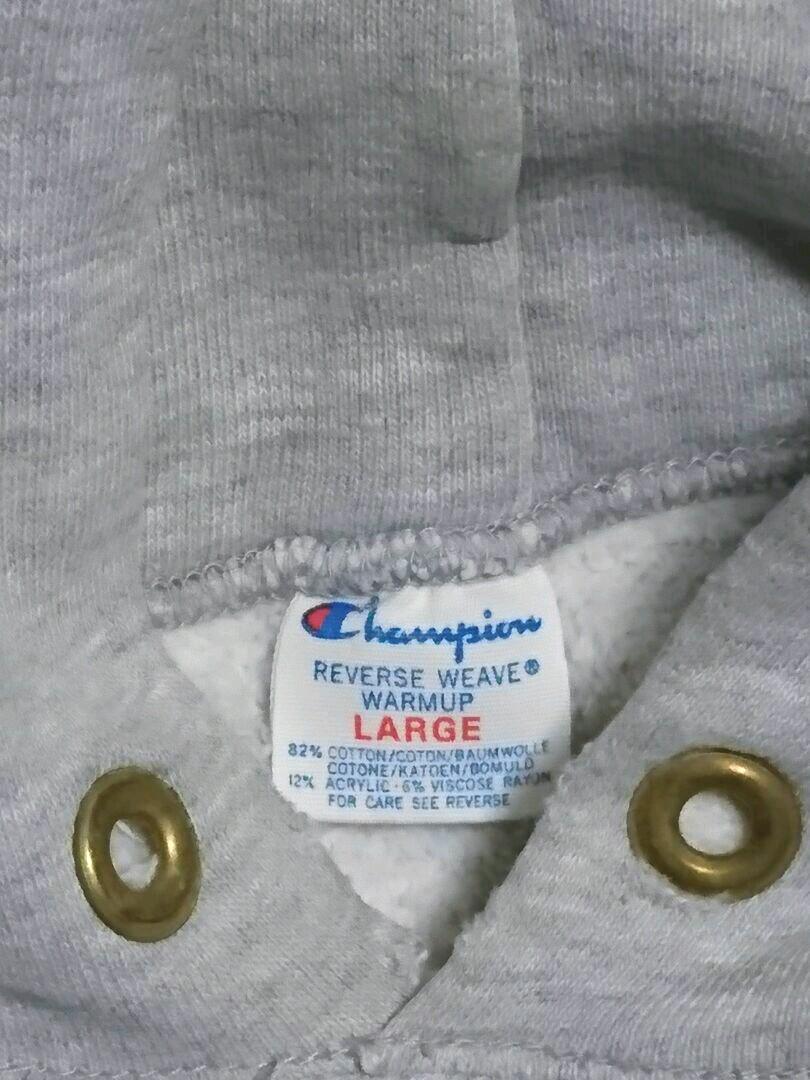 Champion
REVERSE WEAVE®
WARMUP
LARGE
82% COTTON/COTON/BAUMWOLLE
COTONE/KATOEN/BOMULD
12% ACRYLIC · 6% VISCOSE RAYON
FOR CARE SEE REVERSE